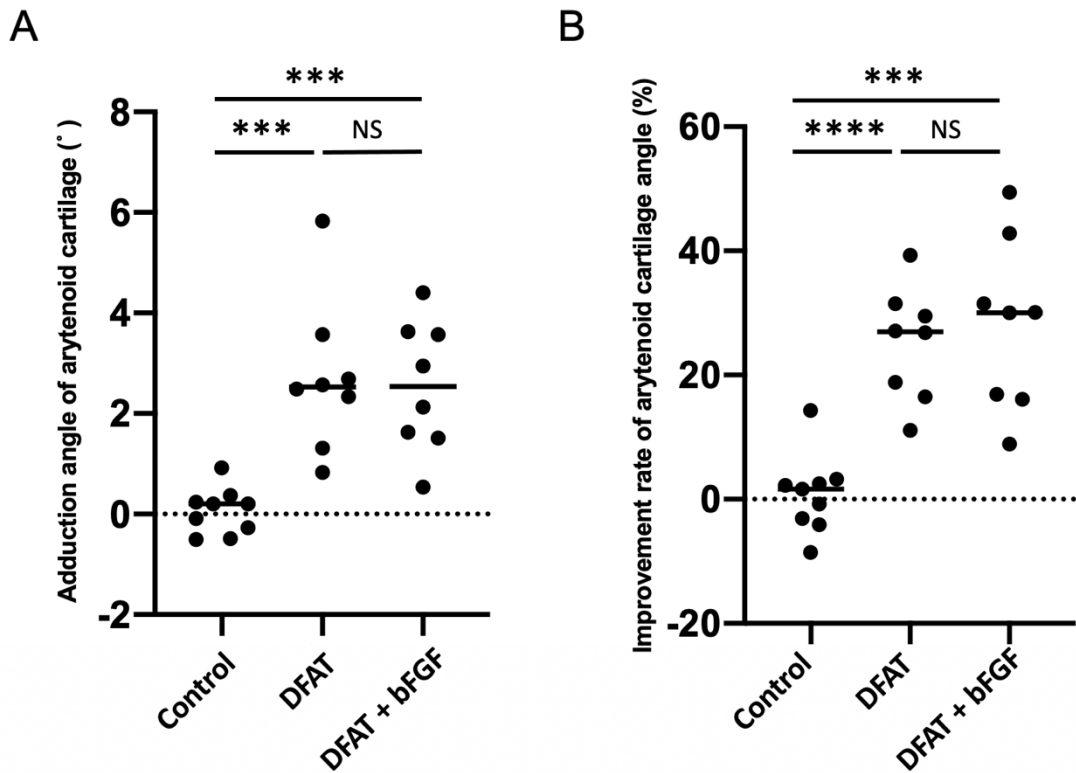 A
Adduction angle of arytenoid cartilage (°)
***
***
NS
8
6
4
2
0
-2
Control
DFAT
DFAT + bFGF
B
Improvement rate of arytenoid cartilage angle (%)
***
****
NS
60
40
20
0
-20
Control
DFAT
DFAT + bFGF